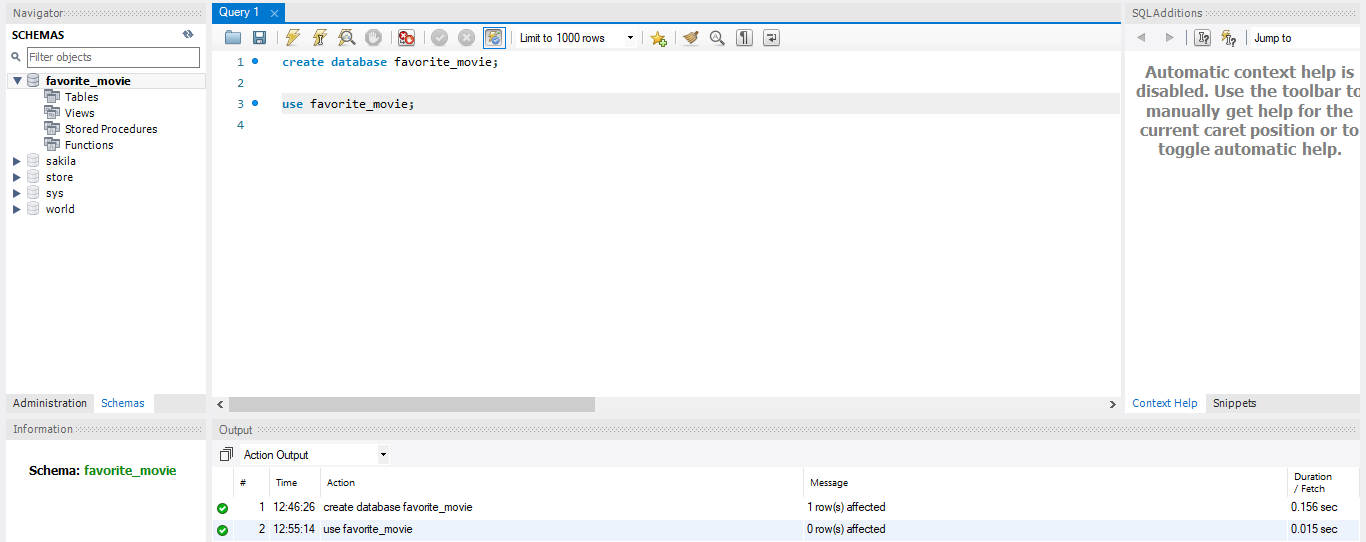 Navigator
SCHEMAS
Filter objects
favorite_movie
Tables
Views
Stored Procedures
Functions
sakila
store
sys
world
Administration Schemas
Information
Schema: favorite_movie
Query 1
Limit to 1000 rows
1 create database favorite_movie;
2
3 use favorite_movie;
4
SQLAdditions
Jump to
Automatic context help is
disabled. Use the toolbar to
manually get help for the
current caret position or to
toggle automatic help.
Context Help Snippets
Output
Action Output
# Time Action Message Duration / Fetch
1 12:46:26 create database favorite_movie 1 row(s) affected 0.156 sec
2 12:55:14 use favorite_movie 0 row(s) affected 0.015 sec